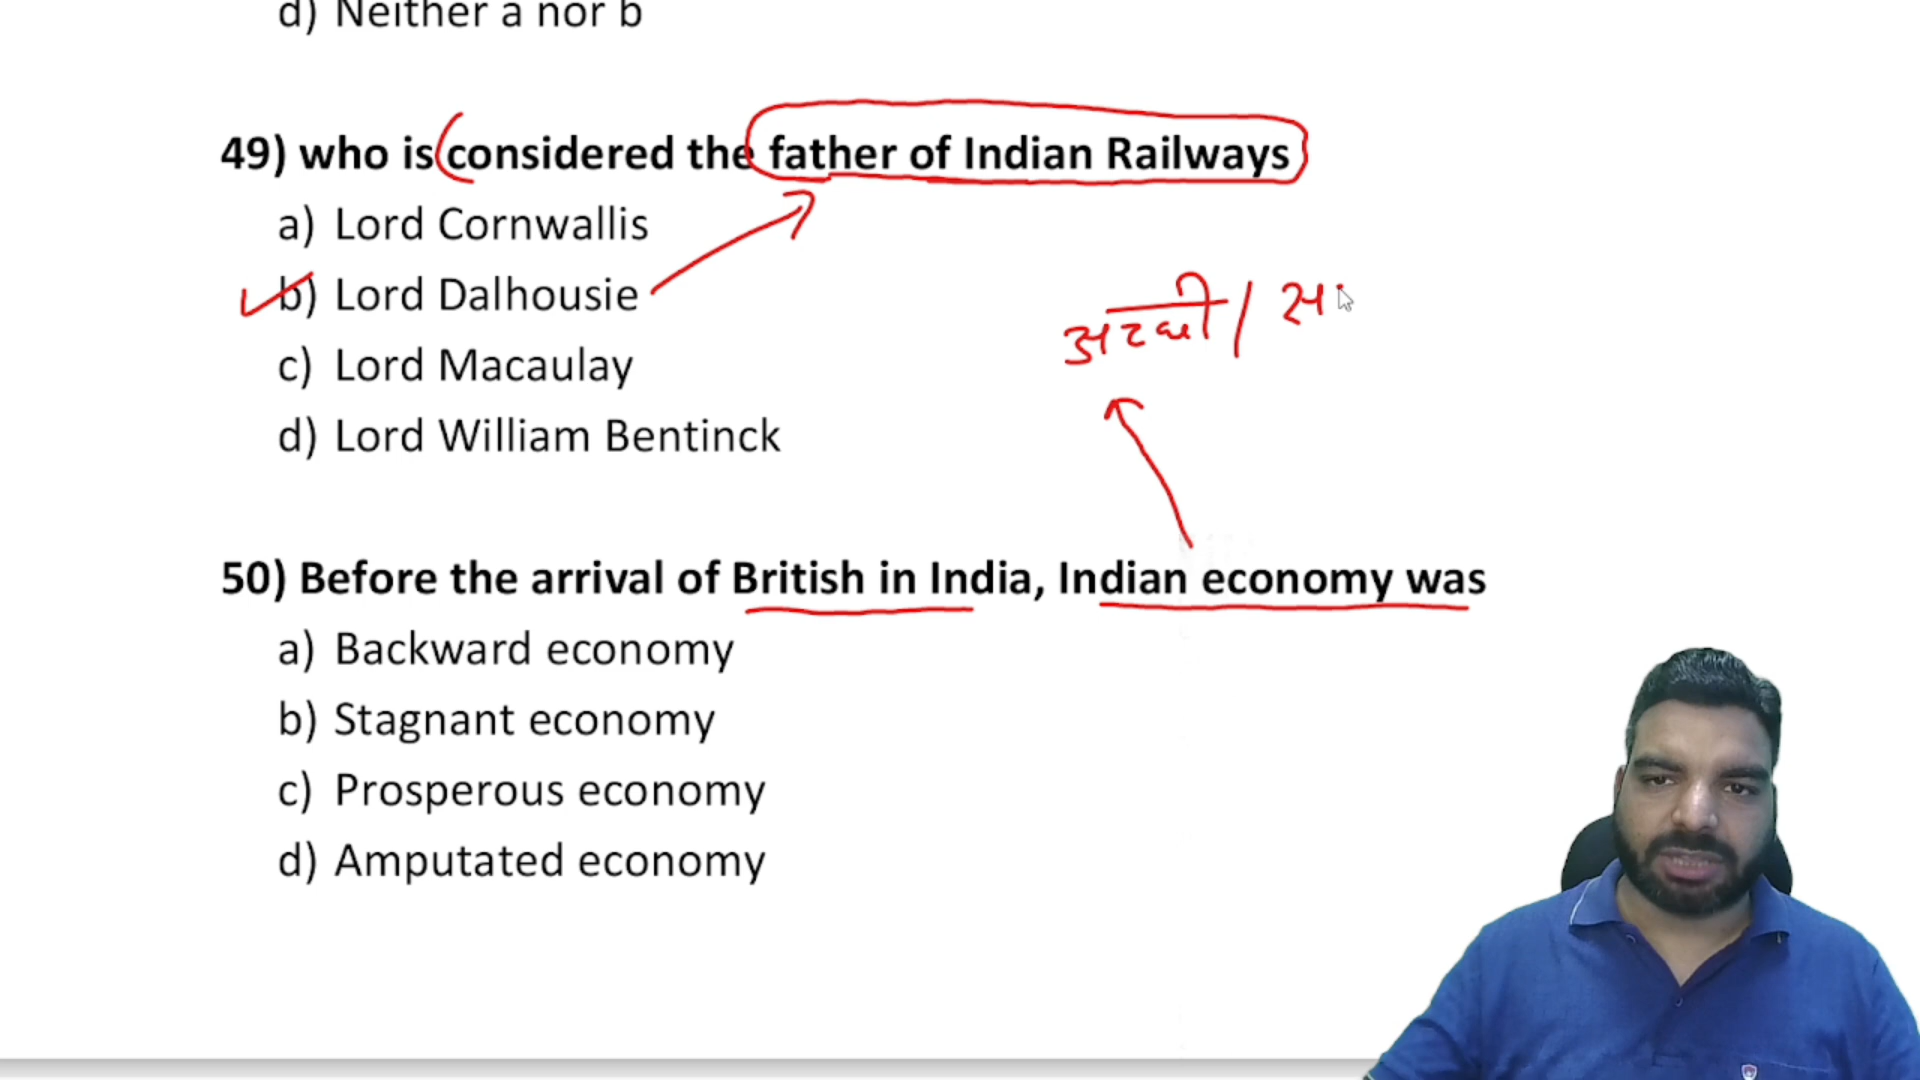 d) Neither a nor b
49) who is considered the father of Indian Railways
a) Lord Cornwallis
b) Lord Dalhousie
c) Lord Macaulay
d) Lord William Bentinck
50) Before the arrival of British in India, Indian economy was
a) Backward economy
b) Stagnant economy
c) Prosperous economy
d) Amputated economy